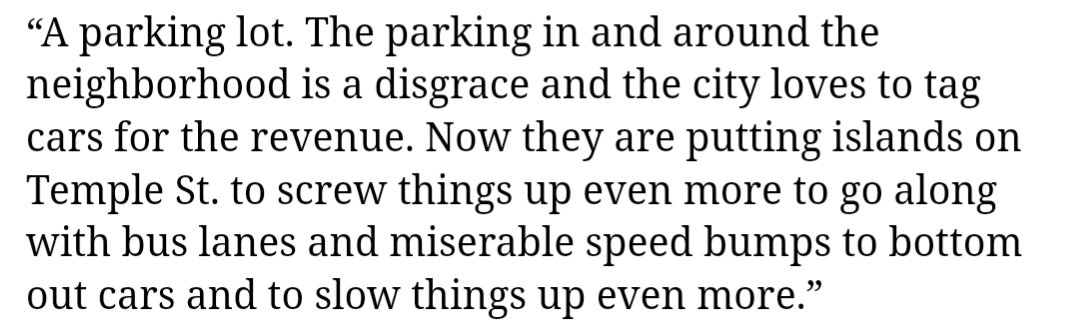 “A parking lot. The parking in and around the
neighborhood is a disgrace and the city loves to tag
cars for the revenue. Now they are putting islands on
Temple St. to screw things up even more to go along
with bus lanes and miserable speed bumps to bottom
out cars and to slow things up even more.”